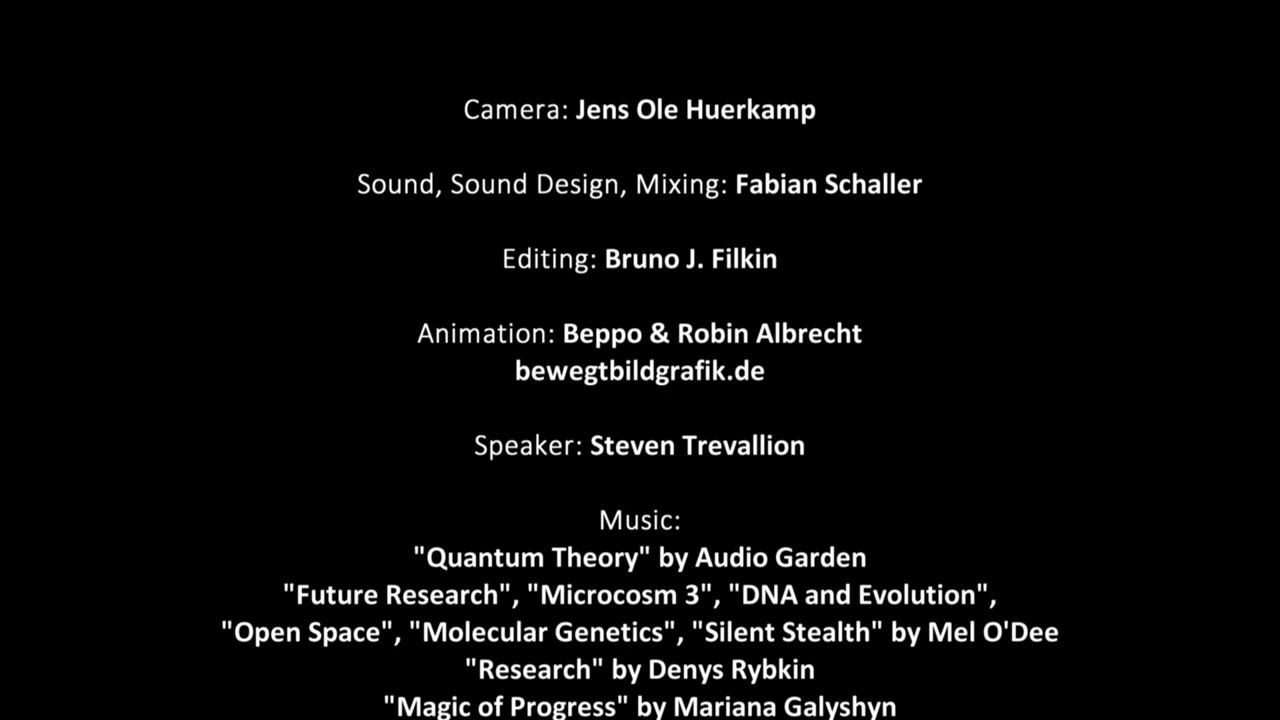 Camera: Jens Ole Huerkamp
Sound, Sound Design, Mixing: Fabian Schaller
Editing: Bruno J. Filkin
Animation: Beppo & Robin Albrecht
bewegtbildgrafik.de
Speaker: Steven Trevallion
Music:
"Quantum Theory" by Audio Garden
"Future Research", "Microcosm 3", "DNA and Evolution",
"Open Space", "Molecular Genetics", "Silent Stealth" by Mel O'Dee
"Research" by Denys Rybkin
"Magic of Progress" by Mariana Galyshyn